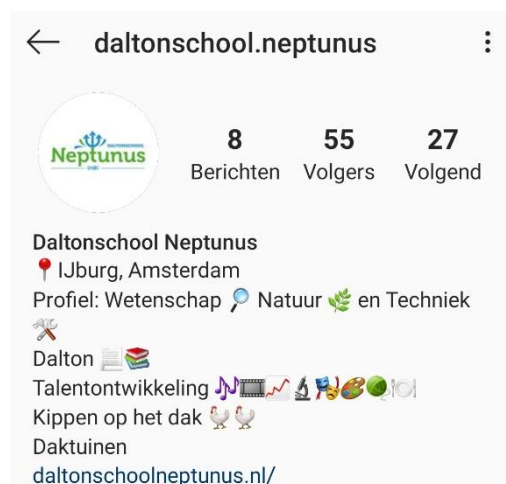 daltonschool.neptunus
DALTONSCHOOL
Neptunus
8 55 27
Berichten Volgers Volgend
Daltonschool Neptunus
📍 IJburg, Amsterdam
Profiel: Wetenschap 🔎 Natuur 🌿 en Techniek
🛠
Dalton 📃📚
Talentontwikkeling 🎶🎞📈🔬🎭🎨🎾🍽
Kippen op het dak 🐓🐓
Daktuinen
daltonschoolneptunus.nl/